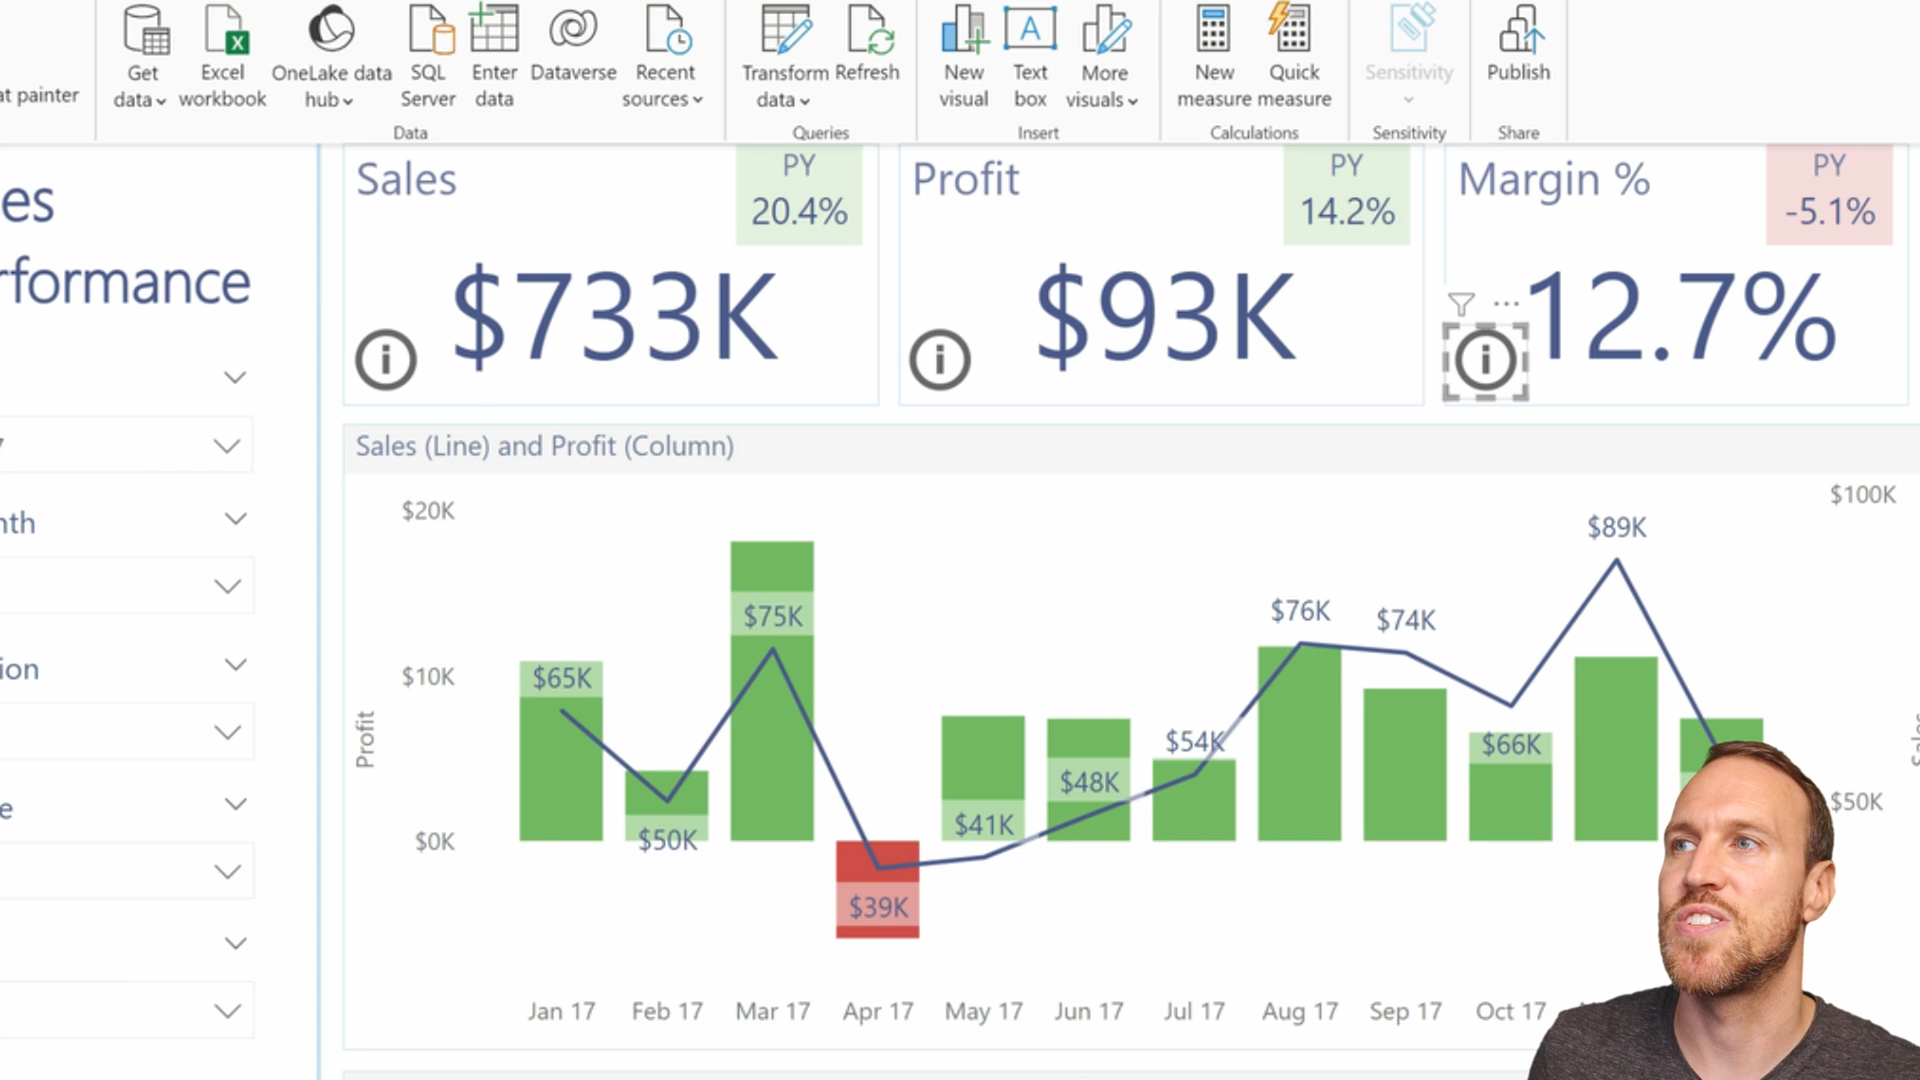 at painter
Get data
Excel workbook
OneLake data hub
SQL Server
Enter data
Dataverse
Recent sources
Data
Transform data
Refresh
Queries
New visual
Text box
More visuals
Insert
New measure
Quick measure
Calculations
Sensitivity
Sensitivity
Publish
Share
es
rformance
nth
ion
e
Sales
PY
20.4%
$733K
Profit
PY
14.2%
$93K
Margin %
PY
-5.1%
12.7%
Sales (Line) and Profit (Column)
$20K
$10K
$0K
Profit
$100K
$50K
$65K
$50K
$75K
$39K
$41K
$48K
$54K
$76K
$74K
$66K
$89K
Jan 17
Feb 17
Mar 17
Apr 17
May 17
Jun 17
Jul 17
Aug 17
Sep 17
Oct 17